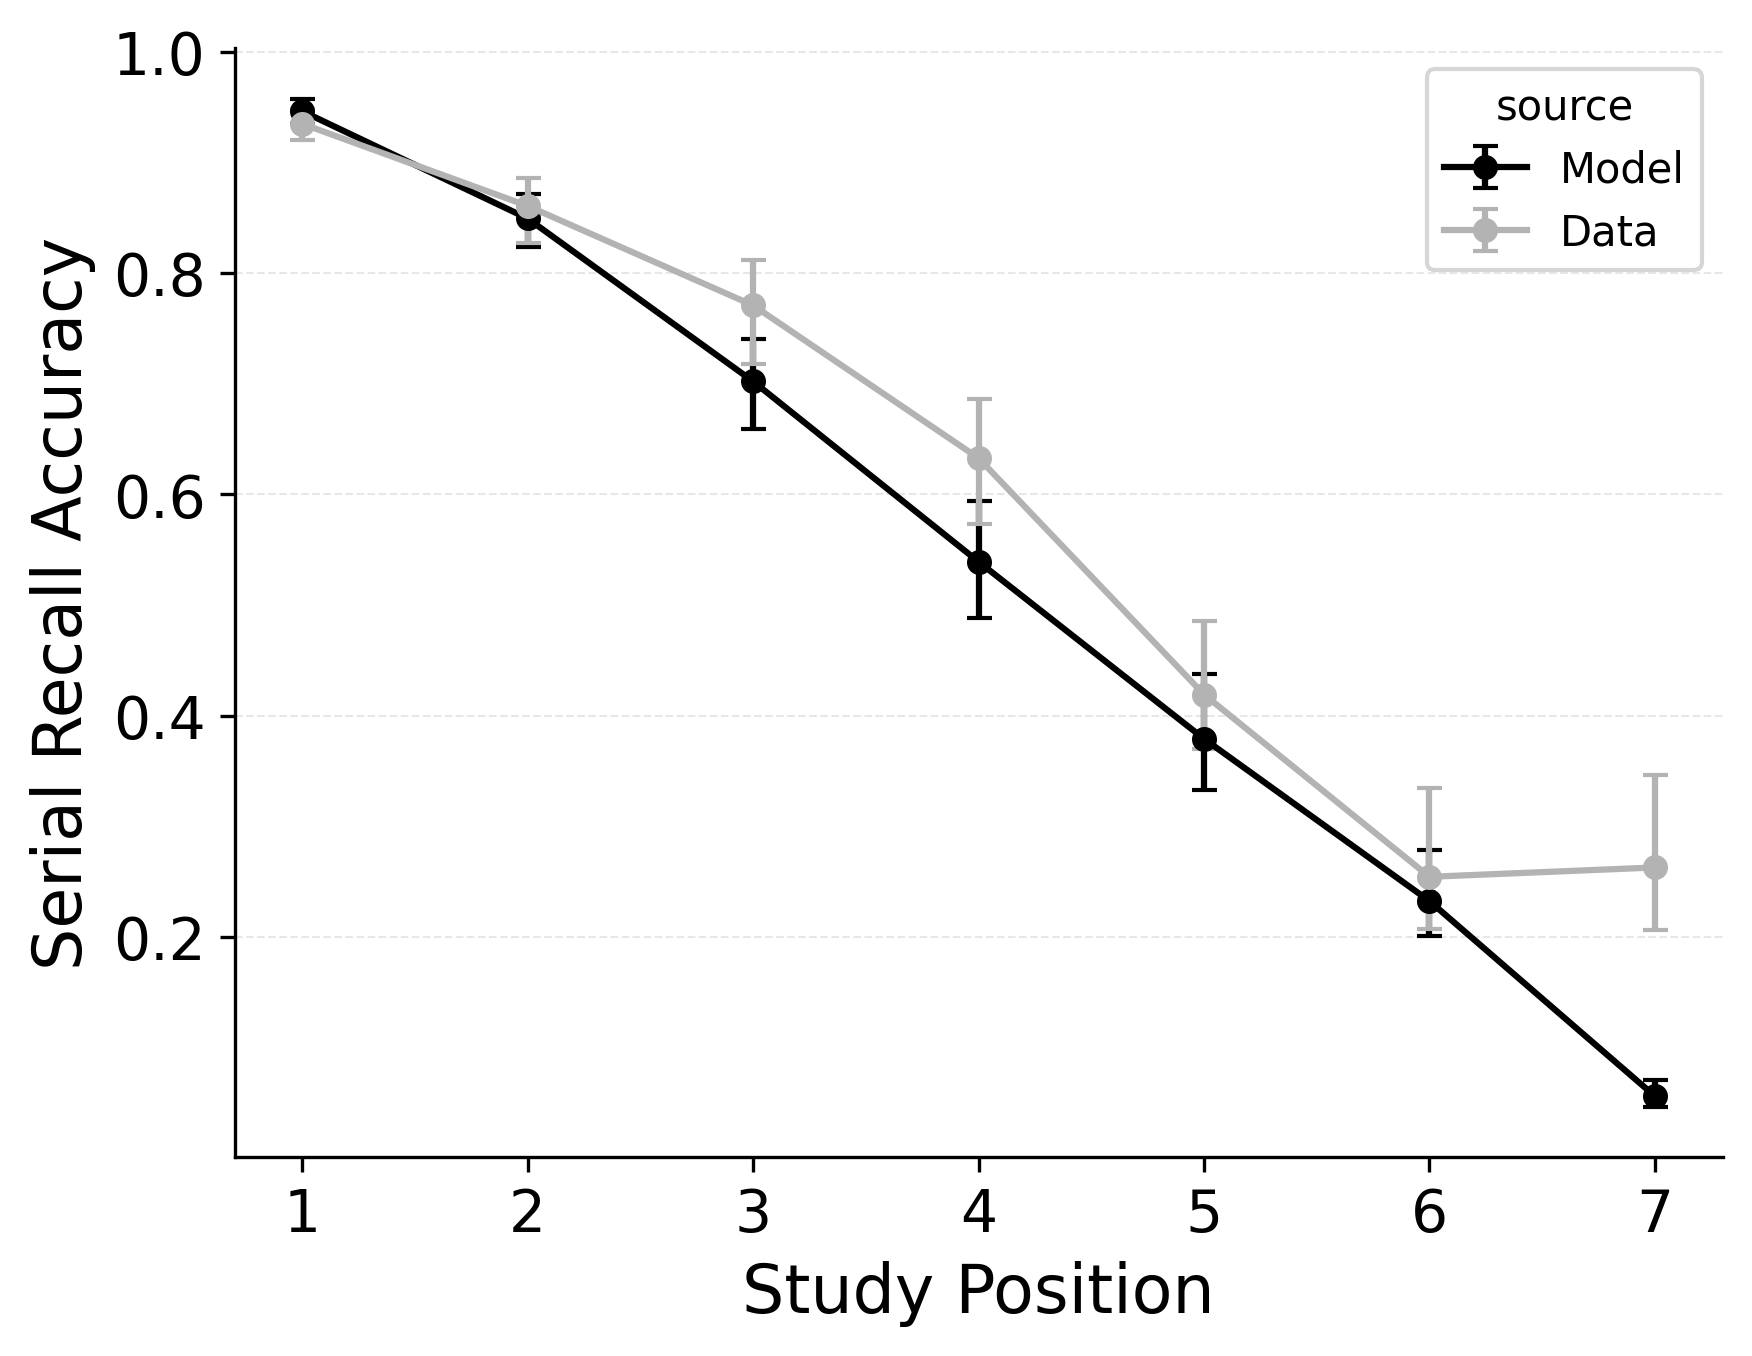 1.0
0.8
0.6
0.4
0.2
Serial Recall Accuracy
source
Model
Data
1 2 3 4 5 6 7
Study Position